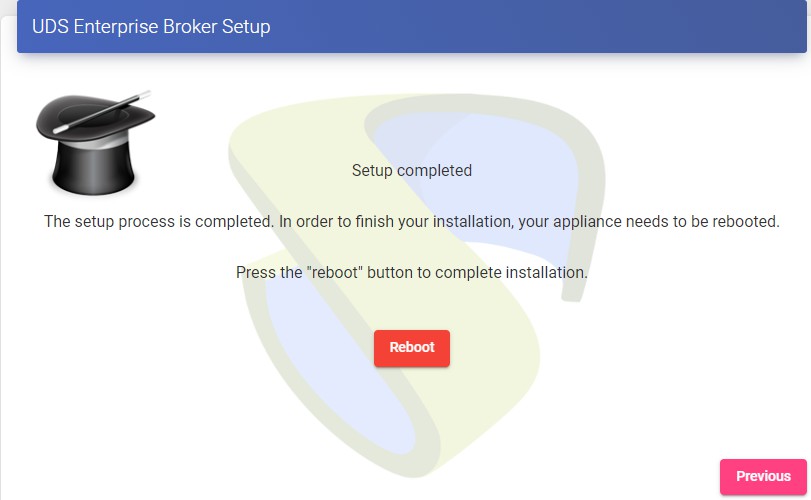 UDS Enterprise Broker Setup
Setup completed
The setup process is completed. In order to finish your installation, your appliance needs to be rebooted.
Press the "reboot" button to complete installation.
Reboot
Previous